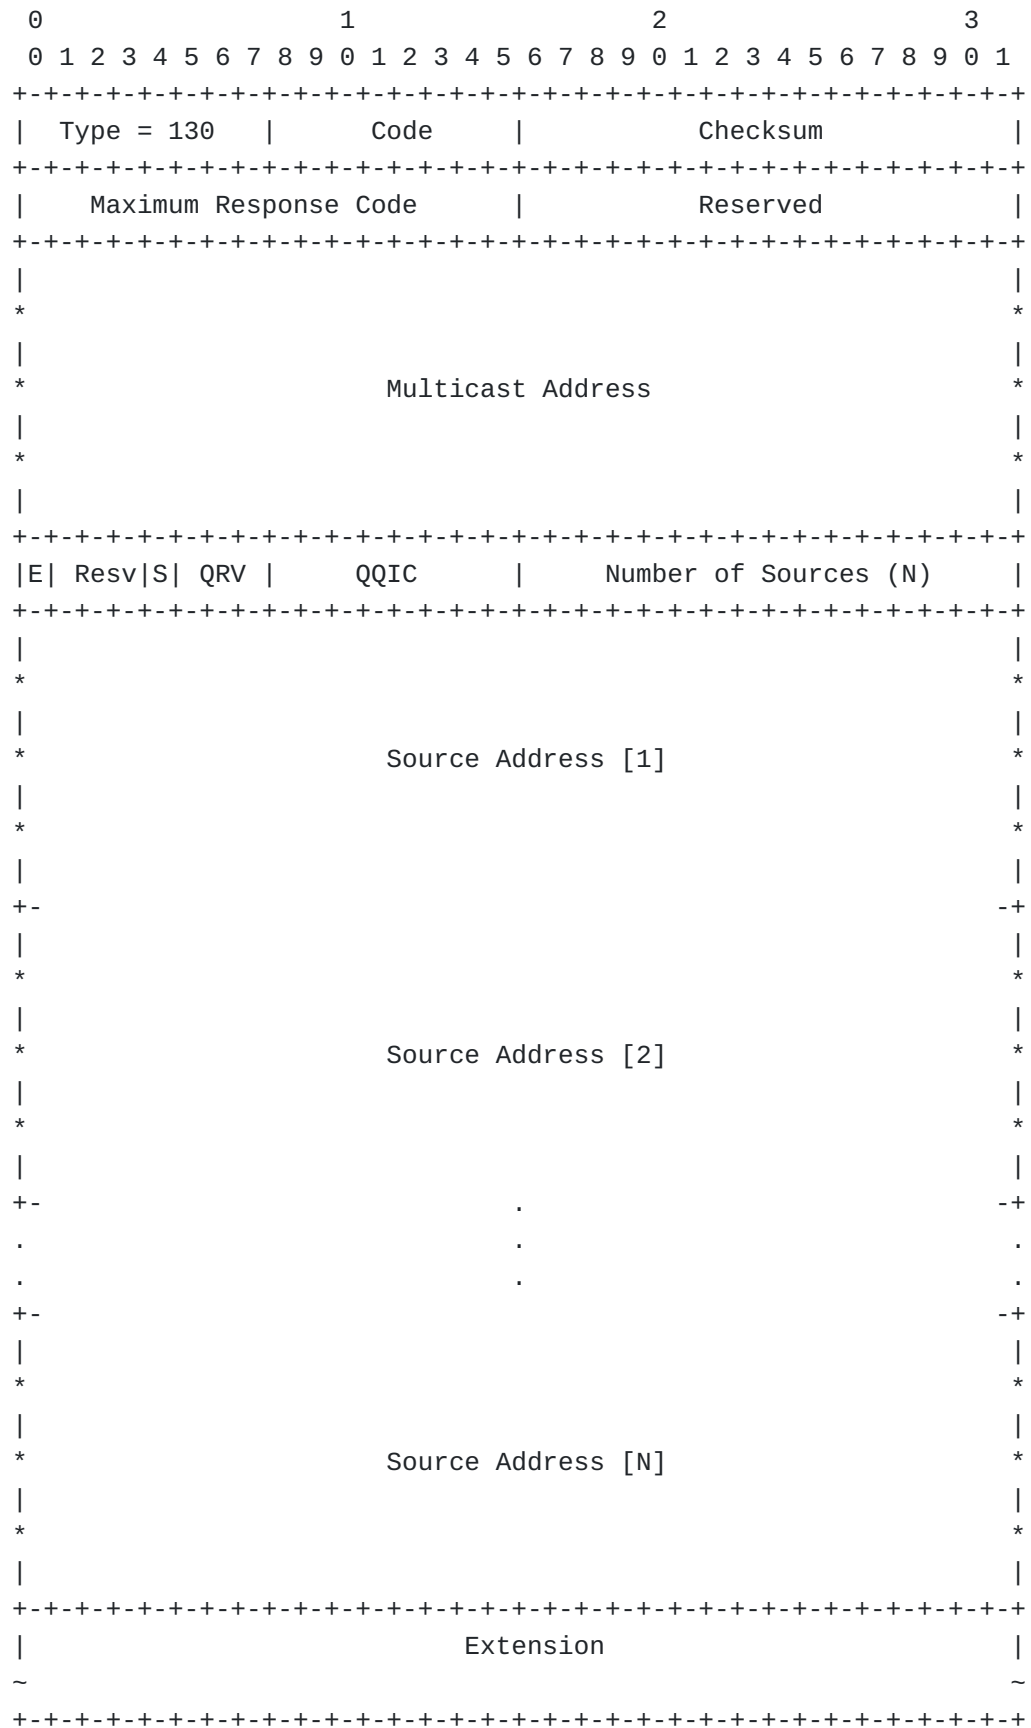 0                   1                   2                   3
 0 1 2 3 4 5 6 7 8 9 0 1 2 3 4 5 6 7 8 9 0 1 2 3 4 5 6 7 8 9 0 1
+-+-+-+-+-+-+-+-+-+-+-+-+-+-+-+-+-+-+-+-+-+-+-+-+-+-+-+-+-+-+-+-+
|  Type = 130   |      Code     |           Checksum            |
+-+-+-+-+-+-+-+-+-+-+-+-+-+-+-+-+-+-+-+-+-+-+-+-+-+-+-+-+-+-+-+-+
|    Maximum Response Code      |           Reserved            |
+-+-+-+-+-+-+-+-+-+-+-+-+-+-+-+-+-+-+-+-+-+-+-+-+-+-+-+-+-+-+-+-+
|                                                               |
*                                                               *
|                                                               |
*                       Multicast Address                       *
|                                                               |
*                                                               *
|                                                               |
+-+-+-+-+-+-+-+-+-+-+-+-+-+-+-+-+-+-+-+-+-+-+-+-+-+-+-+-+-+-+-+-+
|E| Resv|S| QRV |     QQIC      |     Number of Sources (N)     |
+-+-+-+-+-+-+-+-+-+-+-+-+-+-+-+-+-+-+-+-+-+-+-+-+-+-+-+-+-+-+-+-+
|                                                               |
*                                                               *
|                                                               |
*                       Source Address [1]                      *
|                                                               |
*                                                               *
|                                                               |
+-                                                             -+
|                                                               |
*                                                               *
|                                                               |
*                       Source Address [2]                      *
|                                                               |
*                                                               *
|                                                               |
+-                              .                              -+
.                               .                               .
.                               .                               .
+-                                                             -+
|                                                               |
*                                                               *
|                                                               |
*                       Source Address [N]                      *
|                                                               |
*                                                               *
|                                                               |
+-+-+-+-+-+-+-+-+-+-+-+-+-+-+-+-+-+-+-+-+-+-+-+-+-+-+-+-+-+-+-+-+
|                            Extension                          |
~                                                               ~
+-+-+-+-+-+-+-+-+-+-+-+-+-+-+-+-+-+-+-+-+-+-+-+-+-+-+-+-+-+-+-+-+